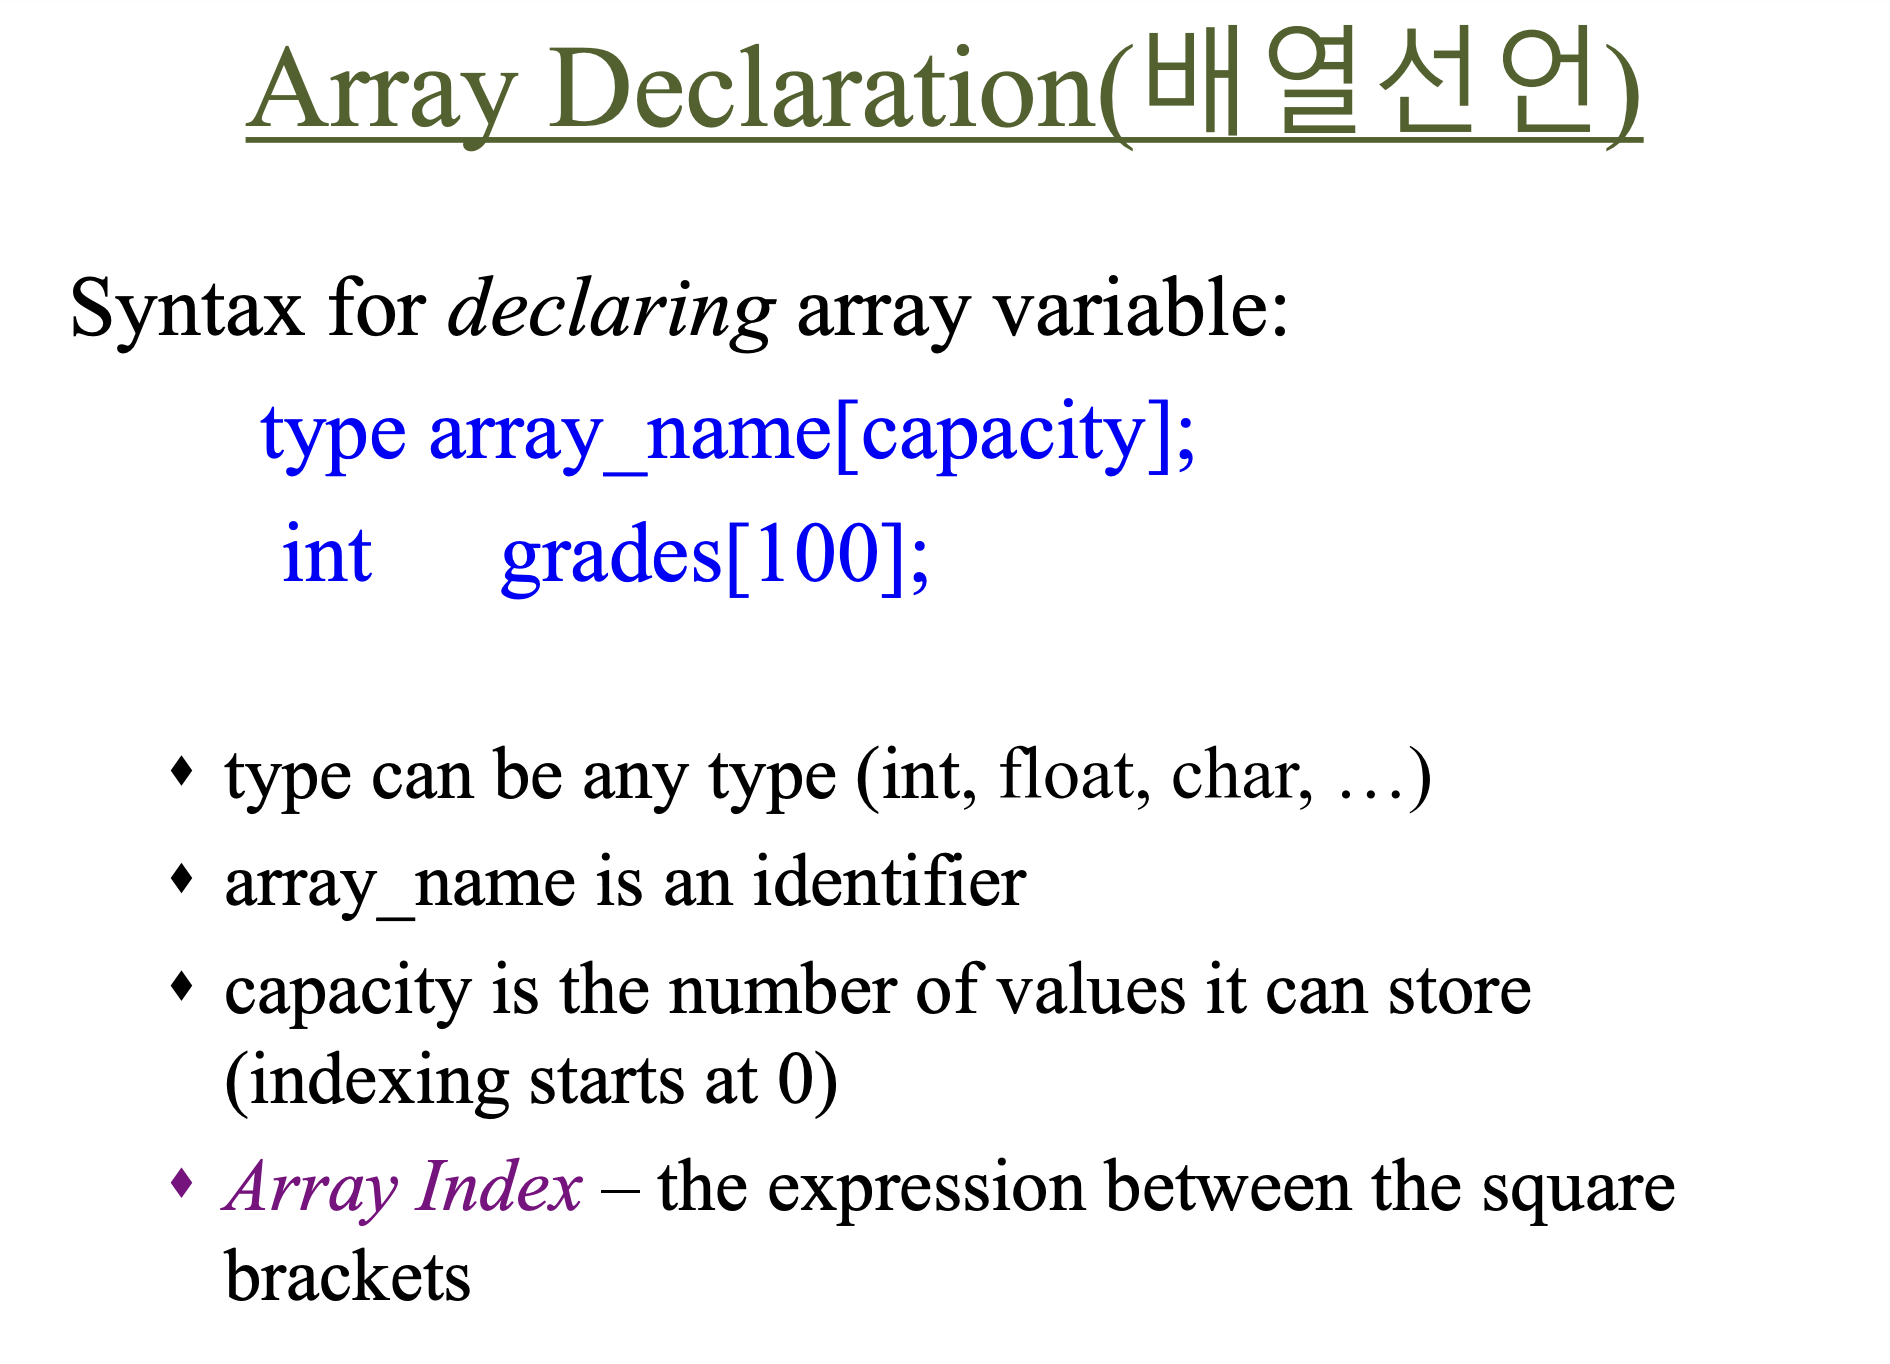 Array Declaration(배열선언)
Syntax for declaring array variable:
type array_name[capacity];
int grades[100];
♦ type can be any type (int, float, char, …)
♦ array_name is an identifier
♦ capacity is the number of values it can store
(indexing starts at 0)
♦ Array Index – the expression between the square
brackets